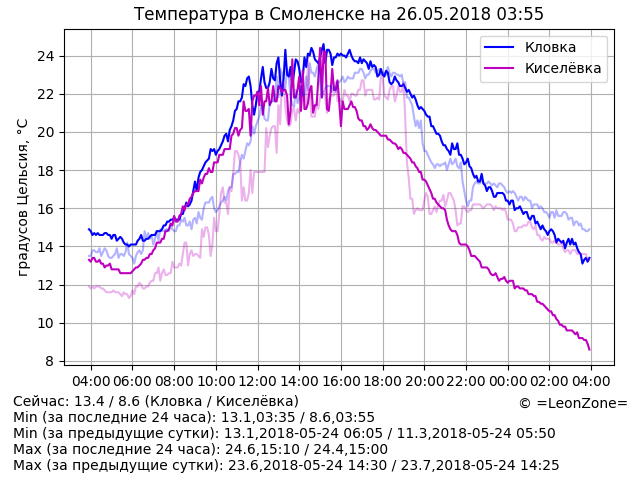 Температура в Смоленске на 26.05.2018 03:55
Кловка
Киселёвка
градусов Цельсия, °C
24
22
20
18
16
14
12
10
8
04:00 06:00 08:00 10:00 12:00 14:00 16:00 18:00 20:00 22:00 00:00 02:00 04:00
Сейчас: 13.4 / 8.6 (Кловка / Киселёвка)
© =LeonZone=
Min (за последние 24 часа): 13.1,03:35 / 8.6,03:55
Min (за предыдущие сутки): 13.1,2018-05-24 06:05 / 11.3,2018-05-24 05:50
Max (за последние 24 часа): 24.6,15:10 / 24.4,15:00
Max (за предыдущие сутки): 23.6,2018-05-24 14:30 / 23.7,2018-05-24 14:25